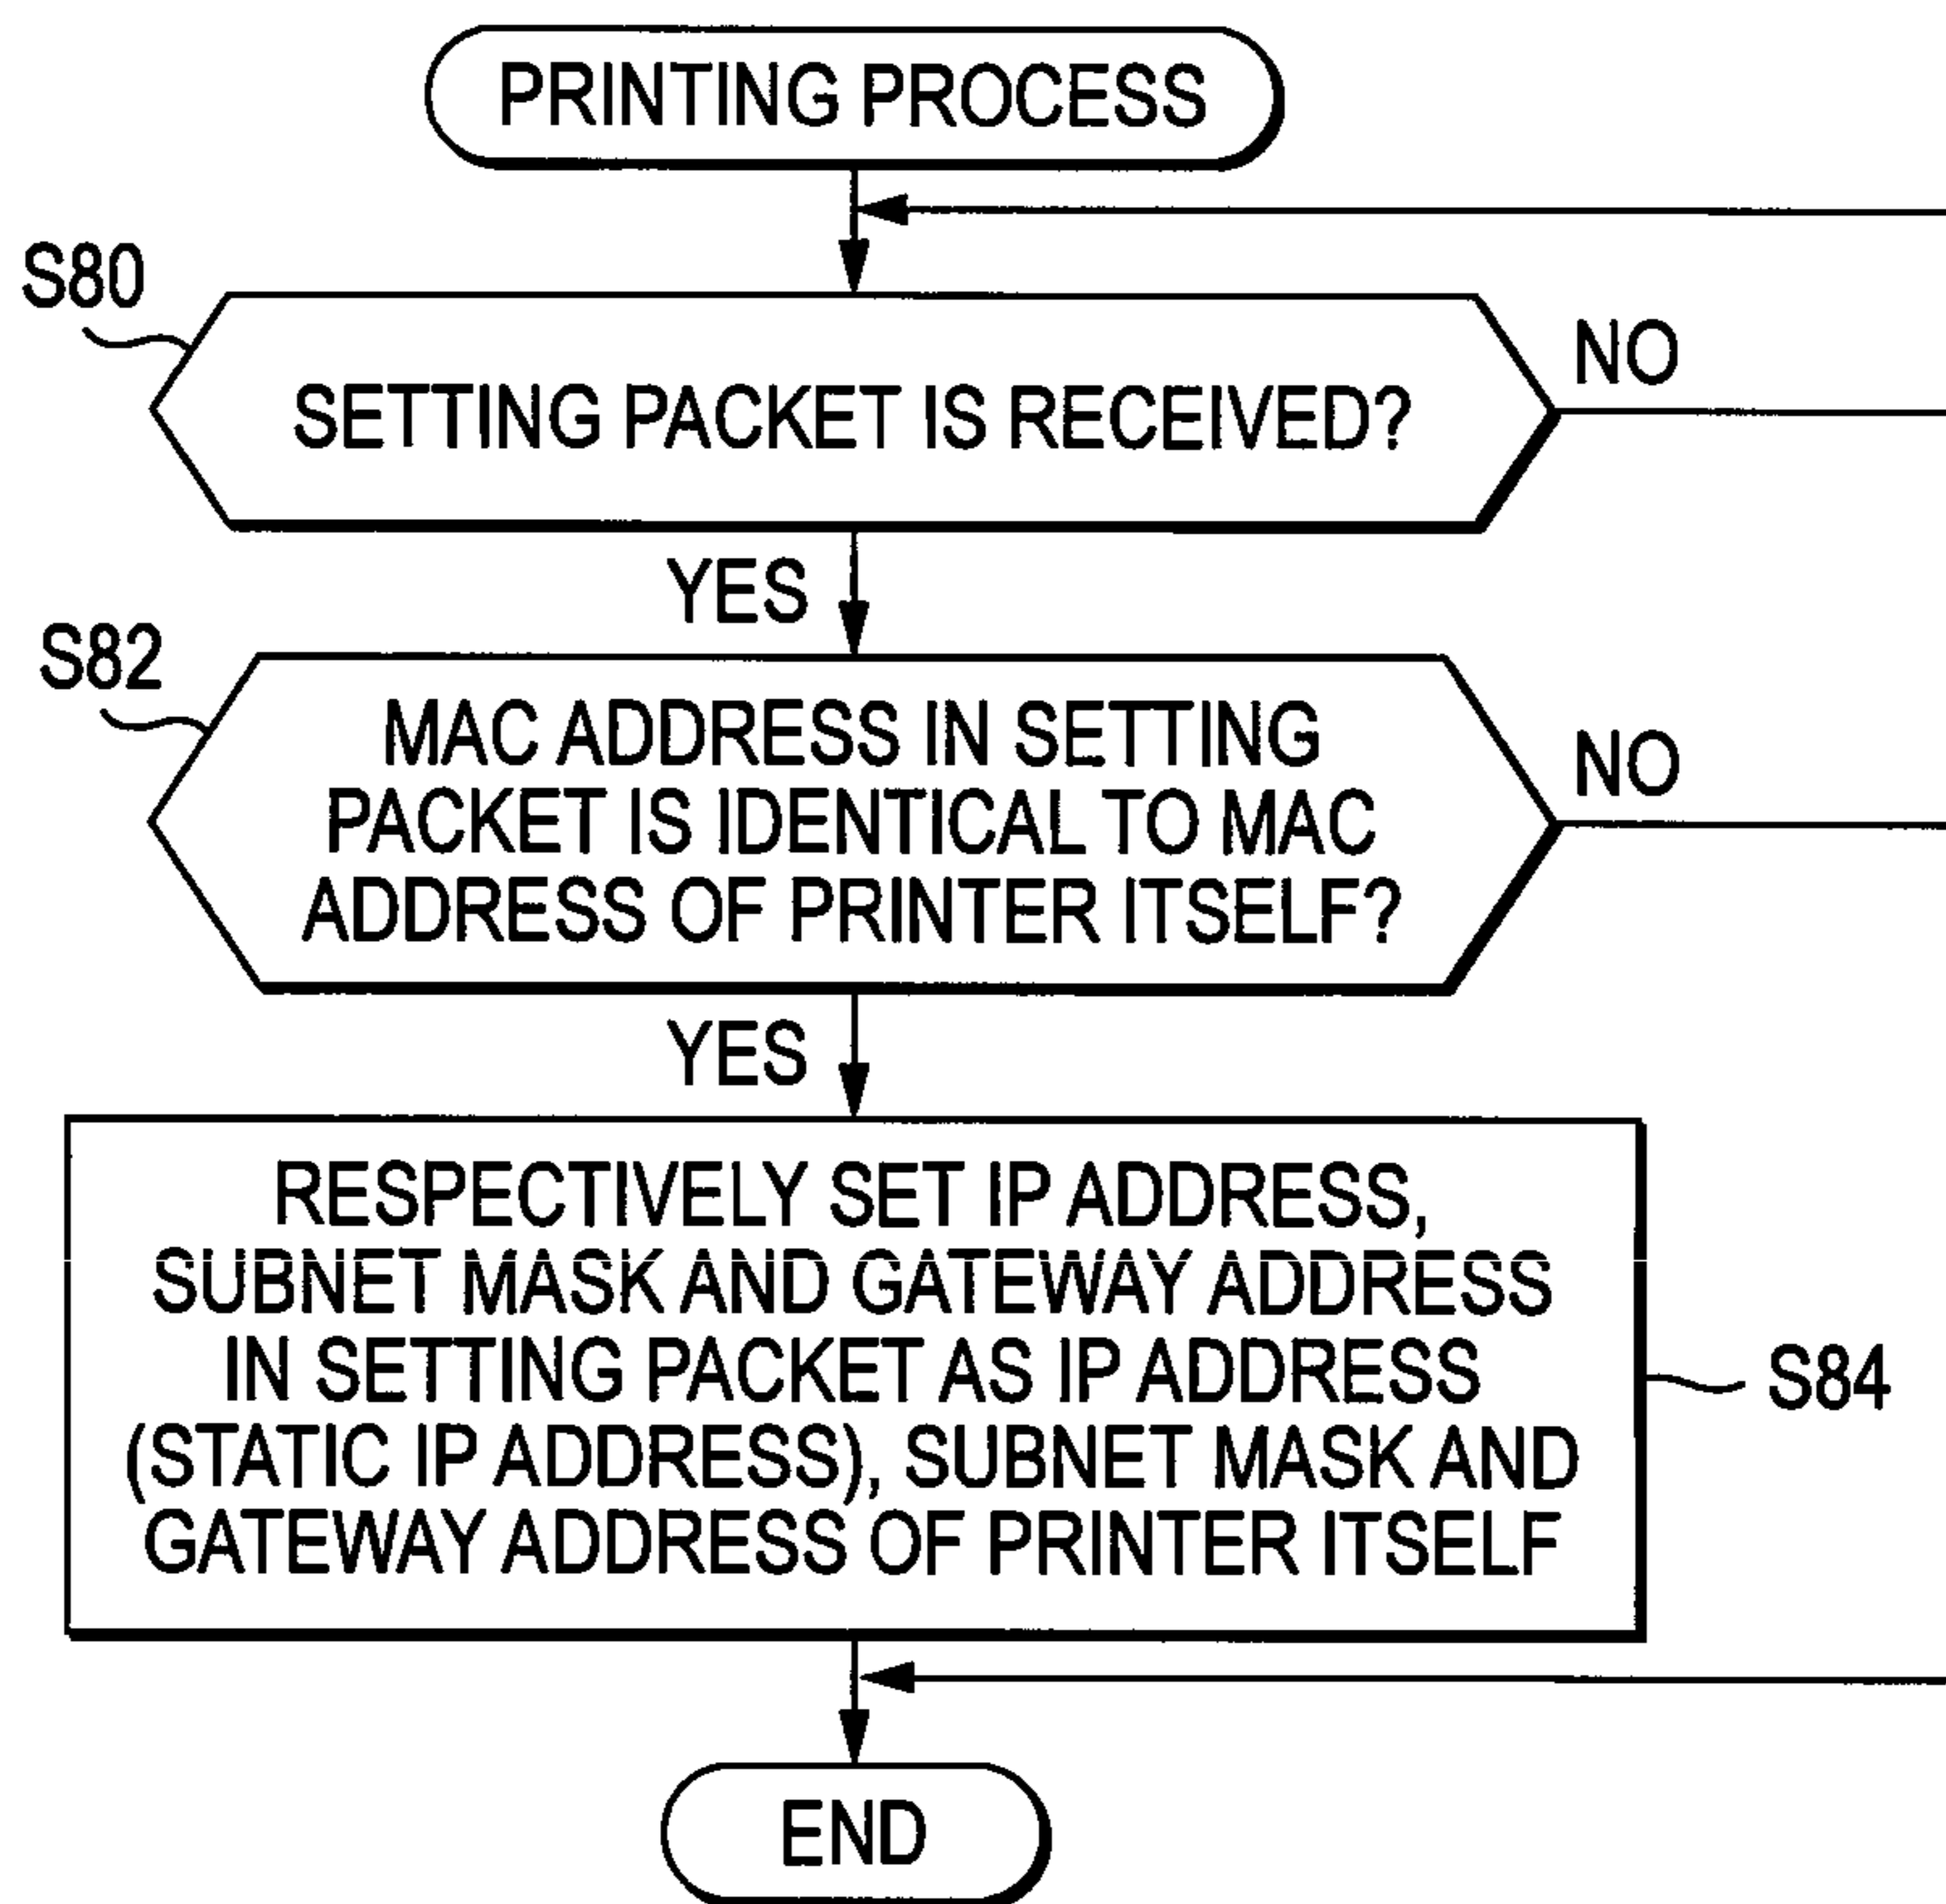 PRINTING PROCESS
S80
SETTING PACKET IS RECEIVED?
NO
YES
S82
MAC ADDRESS IN SETTING
PACKET IS IDENTICAL TO MAC
ADDRESS OF PRINTER ITSELF?
NO
YES
RESPECTIVELY SET IP ADDRESS,
SUBNET MASK AND GATEWAY ADDRESS
IN SETTING PACKET AS IP ADDRESS
(STATIC IP ADDRESS), SUBNET MASK AND
GATEWAY ADDRESS OF PRINTER ITSELF
S84
END